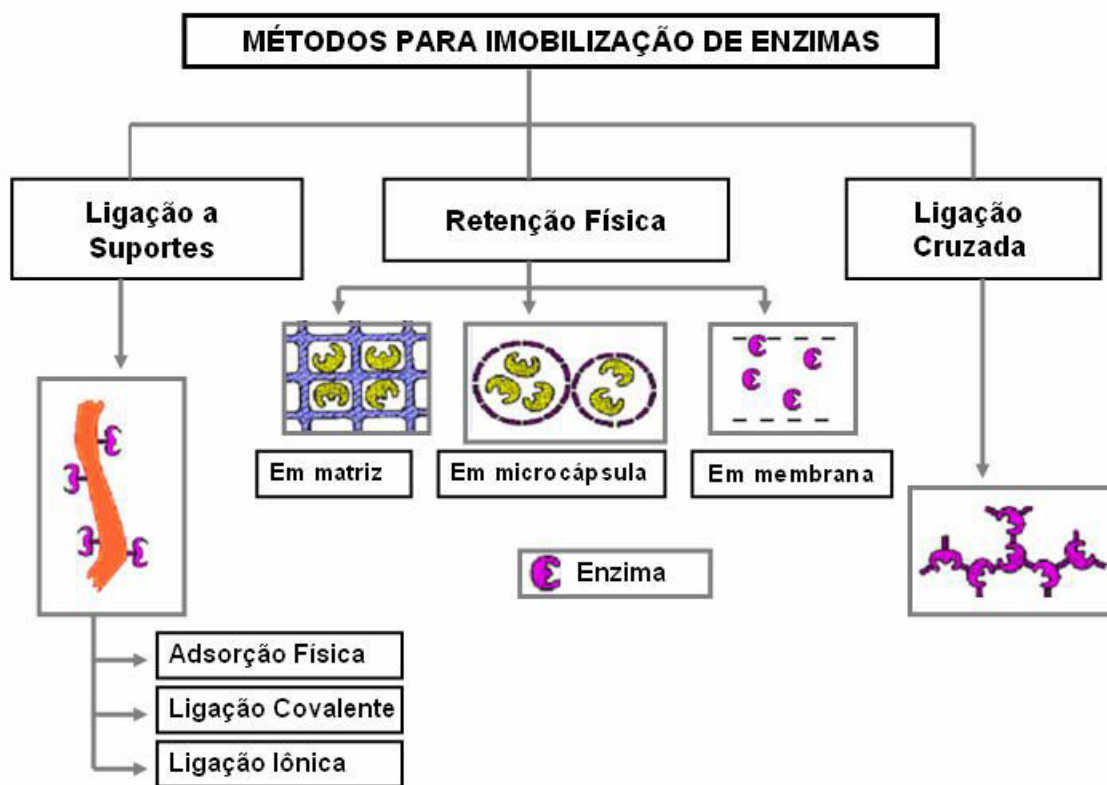 MÉTODOS PARA IMOBILIZAÇÃO DE ENZIMAS
Ligação a
Suportes
Retenção Física
Ligação
Cruzada
Em matriz
Em microcápsula
Em membrana
Enzima
Adsorção Física
Ligação Covalente
Ligação Iônica